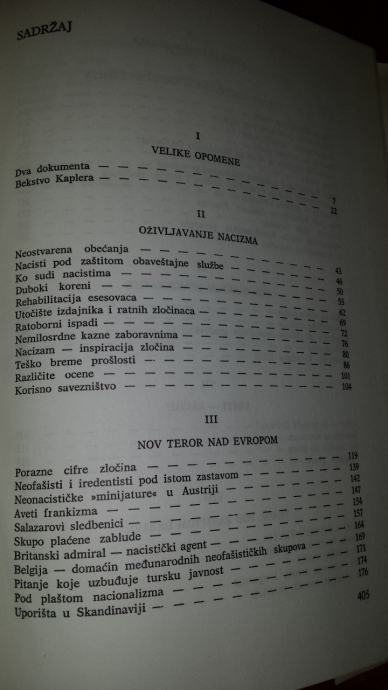 SADRŽAJ
I
VELIKE OPOMENE
Dva dokumenta — — — — — — — — — — — — 7
Bekstvo Kaplera — — — — — — — — — — — — 22
II
OŽIVLJAVANJE NACIZMA
Neostvarena obećanja — — — — — — — — — — 43
Nacisti pod zaštitom obaveštajne službe — — — — — 46
Ko sudi nacistima — — — — — — — — — — — 50
Duboki koreni — — — — — — — — — — — — 55
Rehabilitacija esesovaca — — — — — — — — — 62
Utočište izdajnika i ratnih zločinaca — — — — — — 69
Ratoborni ispadi — — — — — — — — — — — 72
Nemilosrdne kazne zaboravnima — — — — — — — 76
Nacizam — inspiracija zločina — — — — — — — — 80
Teško breme prošlosti — — — — — — — — — — 86
Različite ocene — — — — — — — — — — — — 101
Korisno savezništvo — — — — — — — — — — — 104
III
NOV TEROR NAD EVROPOM
Porazne cifre zločina — — — — — — — — — — 119
Neofašisti i iredentisti pod istom zastavom — — — — 139
Neonacističke »minijature« u Austriji — — — — — — 142
Aveti frankizma — — — — — — — — — — — — 147
Salazarovi sledbenici — — — — — — — — — — 154
Skupo plaćene zablude — — — — — — — — — — 157
Britanski admiral — nacistički agent — — — — — — 164
Belgija — domaćin međunarodnih neofašističkih skupova — 169
Pitanje koje uzbuđuje tursku javnost — — — — — — 171
Pod plaštom nacionalizma — — — — — — — — — 174
Uporišta u Skandinaviji — — — — — — — — — — 176
405